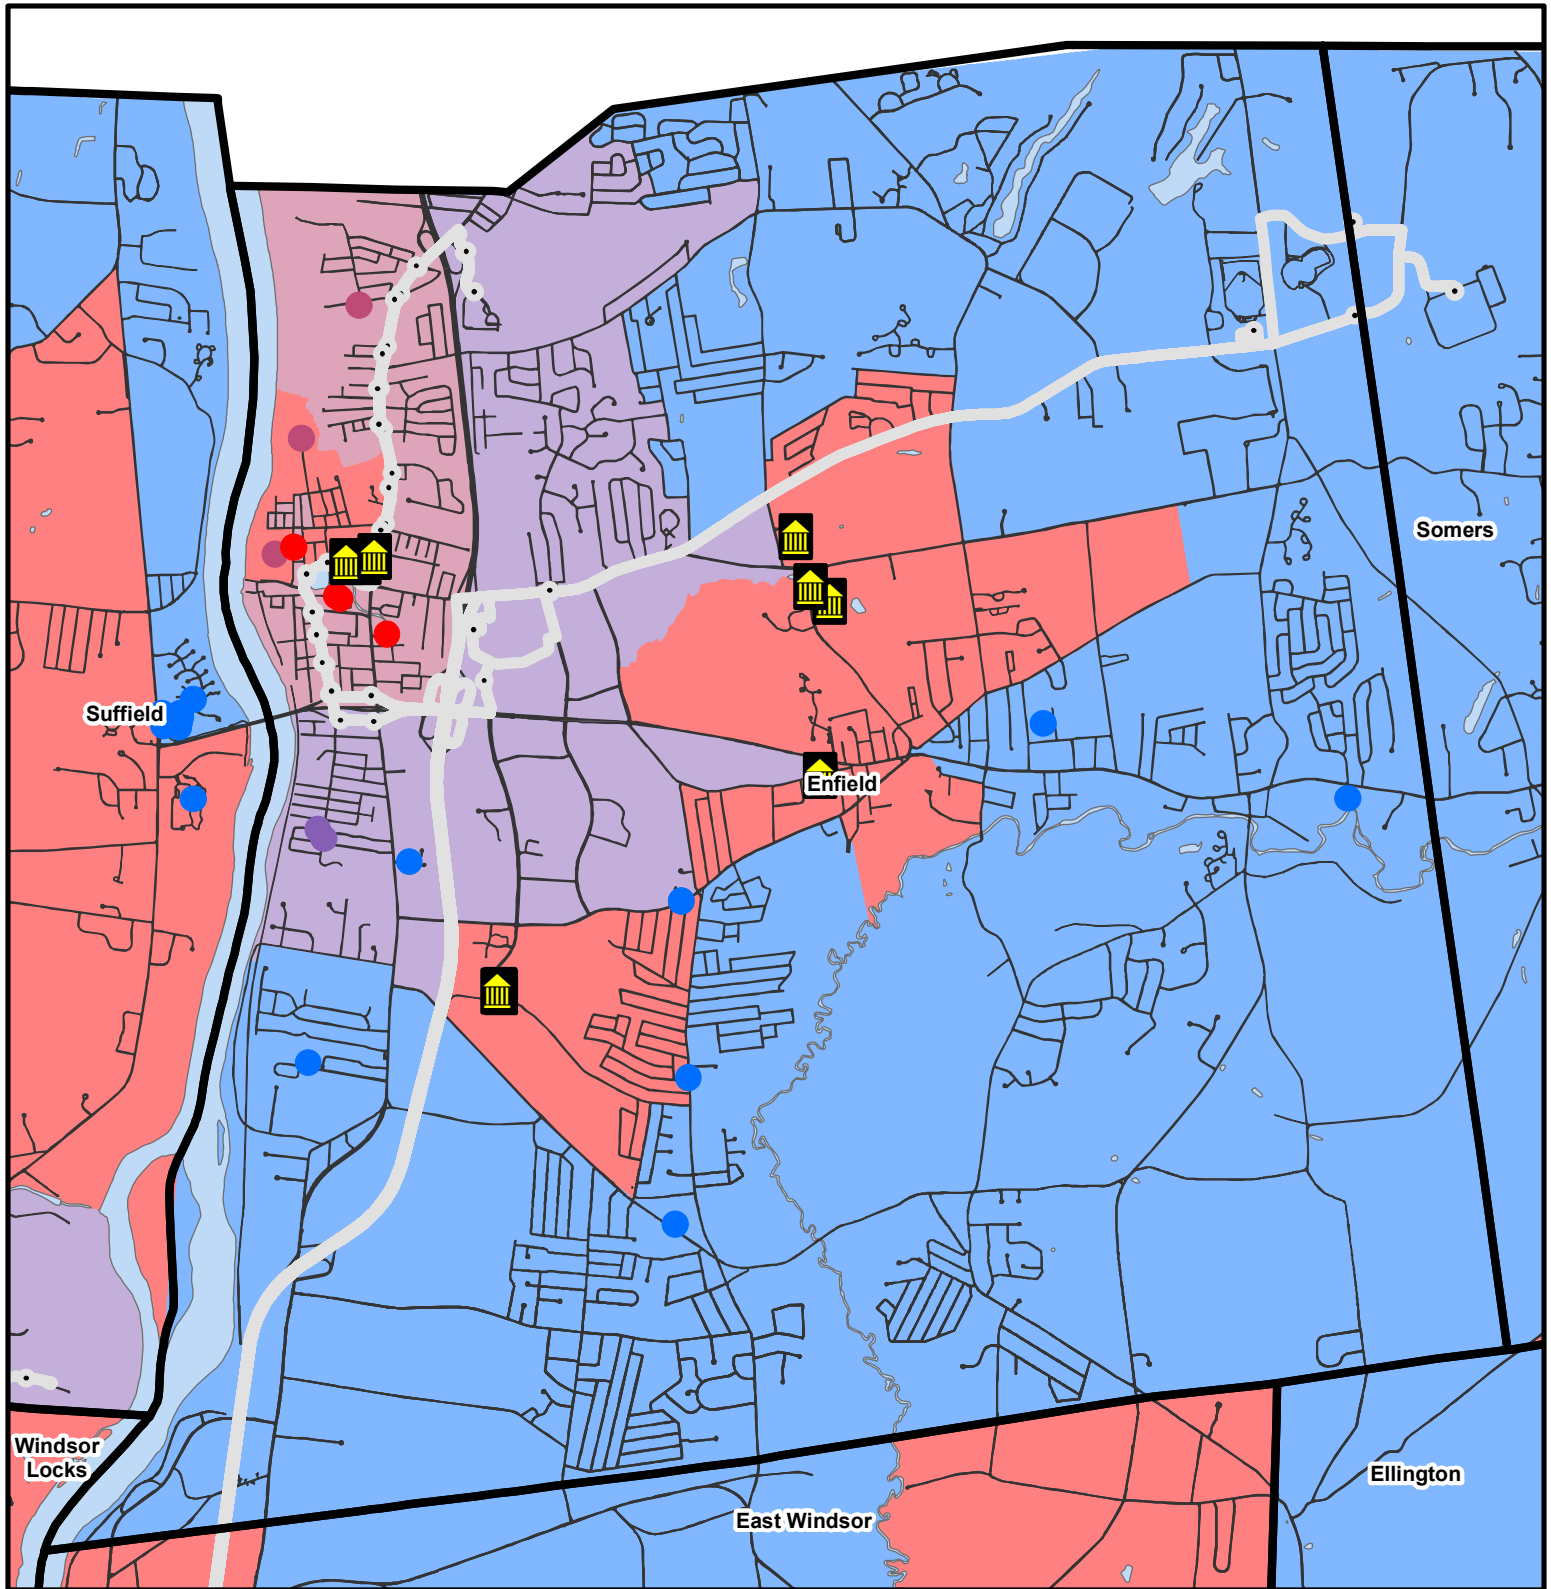 Somers
Suffield
Enfield
Windsor
Locks
Ellington
East Windsor